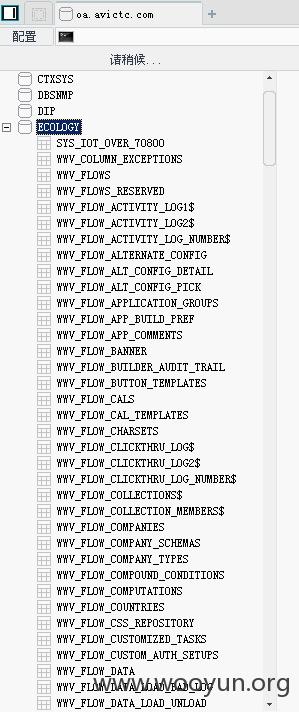 oa.avictc.com
配置
请稍候...
CTXSYS
DBSNMP
DIP
ECOLOGY
SYS_IOT_OVER_70800
WWV_COLUMN_EXCEPTIONS
WWV_FLOWS
WWV_FLOWS_RESERVED
WWV_FLOW_ACTIVITY_LOG1$
WWV_FLOW_ACTIVITY_LOG2$
WWV_FLOW_ACTIVITY_LOG_NUMBER$
WWV_FLOW_ALTERNATE_CONFIG
WWV_FLOW_ALT_CONFIG_DETAIL
WWV_FLOW_ALT_CONFIG_PICK
WWV_FLOW_APPLICATION_GROUPS
WWV_FLOW_APP_BUILD_PREF
WWV_FLOW_APP_COMMENTS
WWV_FLOW_BANNER
WWV_FLOW_BUILDER_AUDIT_TRAIL
WWV_FLOW_BUTTON_TEMPLATES
WWV_FLOW_CALS
WWV_FLOW_CAL_TEMPLATES
WWV_FLOW_CHARSETS
WWV_FLOW_CLICKTHRU_LOG$
WWV_FLOW_CLICKTHRU_LOG2$
WWV_FLOW_CLICKTHRU_LOG_NUMBER$
WWV_FLOW_COLLECTIONS$
WWV_FLOW_COLLECTION_MEMBERS$
WWV_FLOW_COMPANIES
WWV_FLOW_COMPANY_SCHEMAS
WWV_FLOW_COMPANY_TYPES
WWV_FLOW_COMPOUND_CONDITIONS
WWV_FLOW_COMPUTATIONS
WWV_FLOW_COUNTRIES
WWV_FLOW_CSS_REPOSITORY
WWV_FLOW_CUSTOMIZED_TASKS
WWV_FLOW_CUSTOM_AUTH_SETUPS
WWV_FLOW_DATA
WWV_FLOW_DATA_LOAD_BAD_LOG
WWV_FLOW_DATA_LOAD_UNLOAD
www.wooyun.org